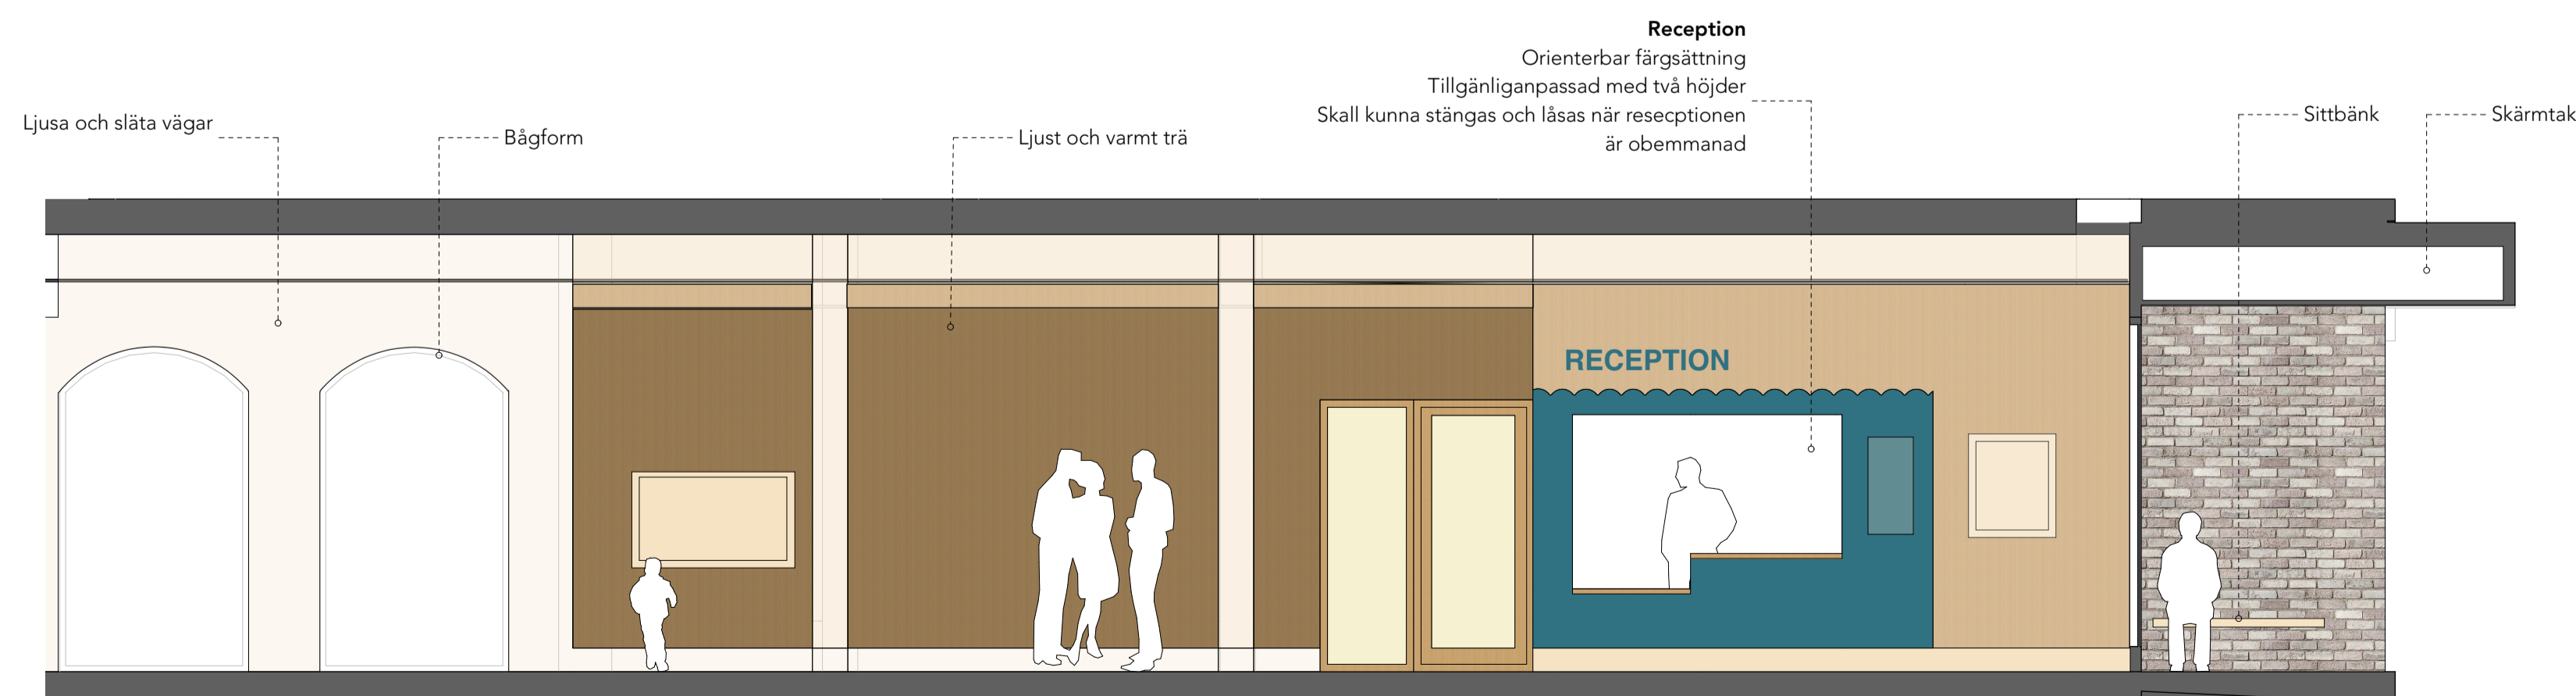 Reception
Orienterbar färgsättning
Tillgänliganpassad med två höjder
Skall kunna stängas och låsas när resecptionen
är obemmanad
Ljusa och släta vägar
Bågform
Ljust och varmt trä
Sittbänk
Skärmtak
RECEPTION